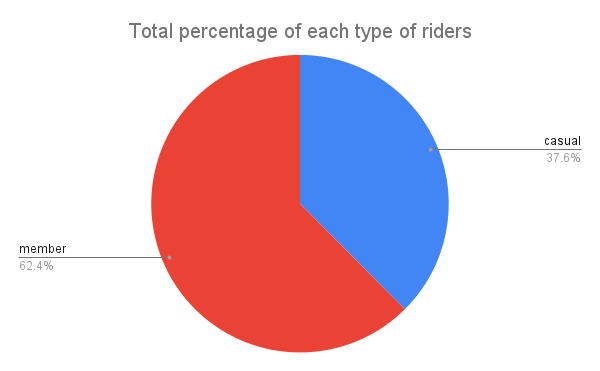 Total percentage of each type of riders
casual
37.6%
member
62.4%